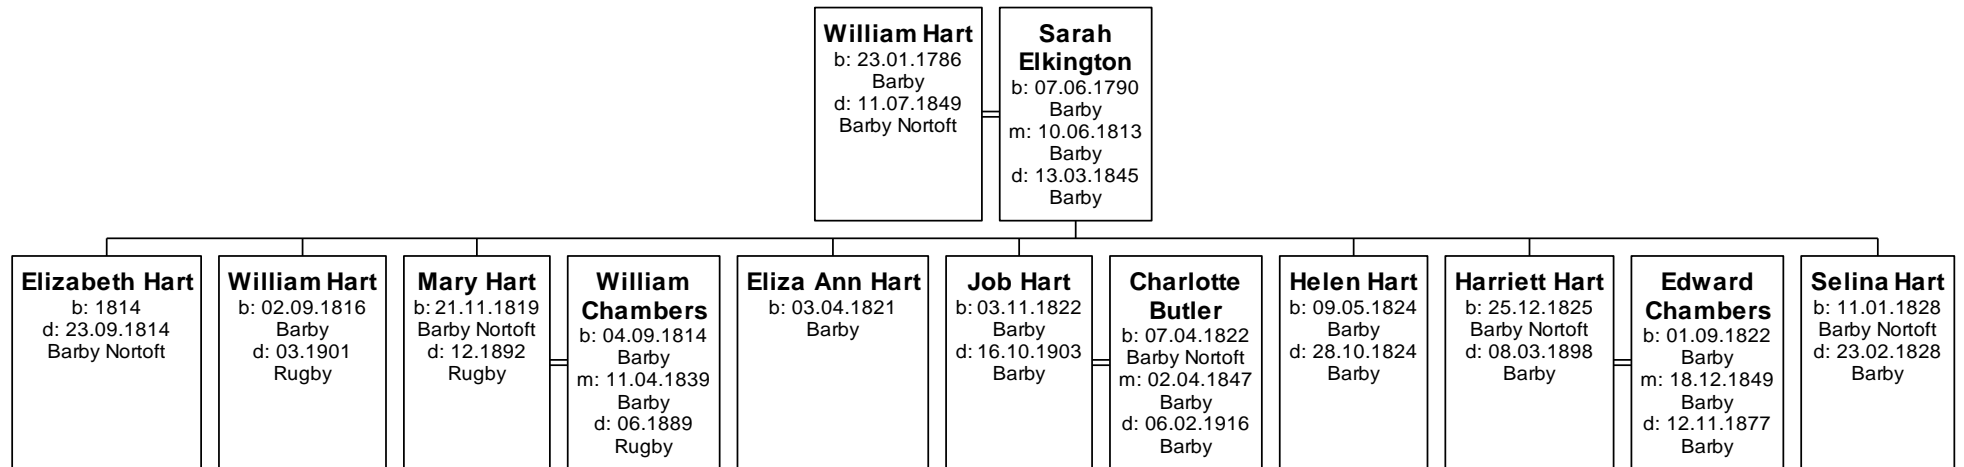 William Hart
b: 23.01.1786
Barby
d: 11.07.1849
Barby Nortoft
Sarah
Elkington
b: 07.06.1790
Barby
m: 10.06.1813
Barby
d: 13.03.1845
Barby
Elizabeth Hart
b: 1814
d: 23.09.1814
Barby Nortoft
William Hart
b: 02.09.1816
Barby
d: 03.1901
Rugby
Mary Hart
b: 21.11.1819
Barby Nortoft
d: 12.1892
Rugby
William
Chambers
b: 04.09.1814
Barby
m: 11.04.1839
Barby
d: 06.1889
Rugby
Eliza Ann Hart
b: 03.04.1821
Barby
Job Hart
b: 03.11.1822
Barby
d: 16.10.1903
Barby
Charlotte
Butler
b: 07.04.1822
Barby Nortoft
m: 02.04.1847
Barby
d: 06.02.1916
Barby
Helen Hart
b: 09.05.1824
Barby
d: 28.10.1824
Barby
Harriett Hart
b: 25.12.1825
Barby Nortoft
d: 08.03.1898
Barby
Edward
Chambers
b: 01.09.1822
Barby
m: 18.12.1849
Barby
d: 12.11.1877
Barby
Selina Hart
b: 11.01.1828
Barby Nortoft
d: 23.02.1828
Barby